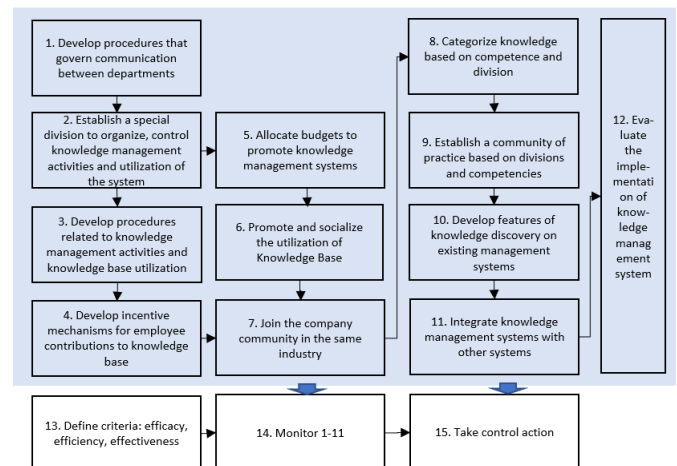 1. Develop procedures that
govern communication
between departments
2. Establish a special
division to organize, control
knowledge management
activities and utilization of
the system
3. Develop procedures
related to knowledge
management activities and
knowledge base utilization
4. Develop incentive
mechanisms for employee
contributions to knowledge
base
5. Allocate budgets to
promote knowledge
management systems
6. Promote and socialize
the utilization of
Knowledge Base
7. Join the company
community in the same
industry
8. Categorize knowledge
based on competence and
division
9. Establish a community of
practice based on divisions
and competencies
10. Develop features of
knowledge discovery on
existing management
systems
11. Integrate knowledge
management systems with
other systems
12. Eva-
luate
the
imple-
mentati
on of
know-
ledge
manag
ement
system
13. Define criteria: efficacy,
efficiency, effectiveness
14. Monitor 1-11
15. Take control action